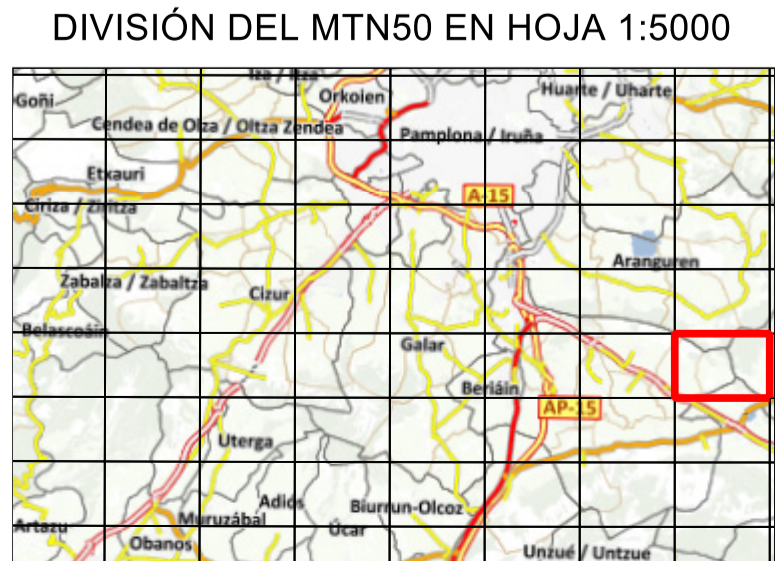 DIVISIÓN DEL MTN50 EN HOJA 1:5000
Iza / Itza
Goñi
Orkoien
Huarte / Uharte
Cendea de Olza / Oltza Zendea
Pamplona / Iruña
Etxauri
A-15
Ciriza / Ziritza
Aranguren
Zabalza / Zabaltza
Cizur
Belascoáin
Galar
Beriáin
AP-15
Uterga
Adiós
Biurrun-Olcoz
Muruzábal
Artazu
Úcar
Obanos
Unzué / Untzue